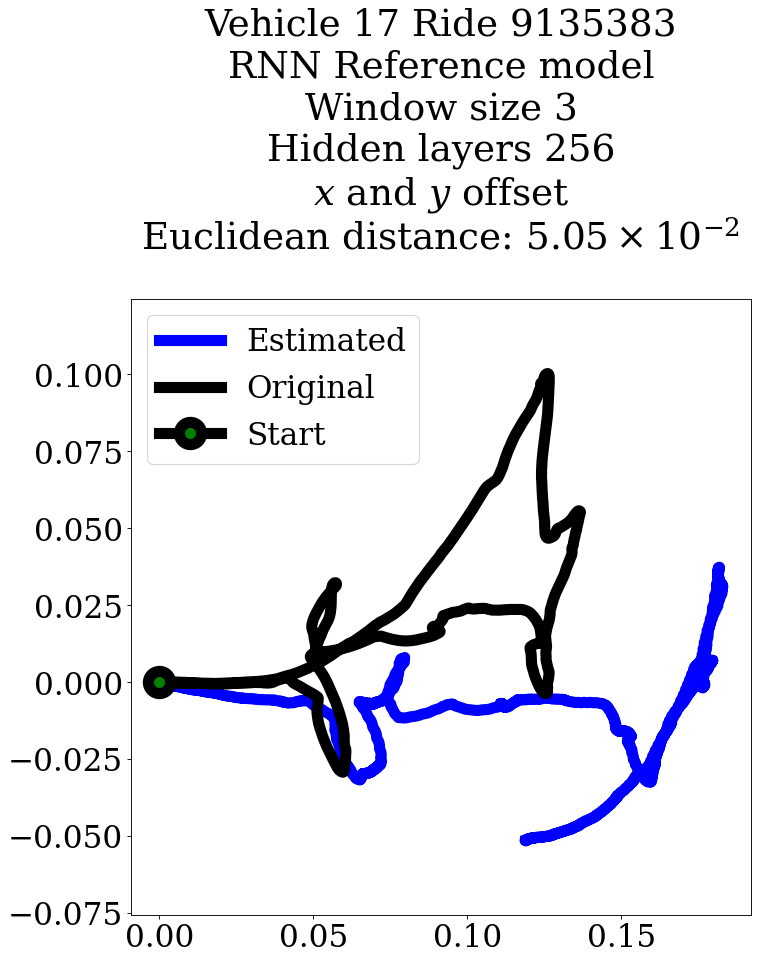 Vehicle 17 Ride 9135383
RNN Reference model
Window size 3
Hidden layers 256
x and y offset
Euclidean distance: 5.05 × 10⁻²
Estimated
Original
Start
0.100
0.075
0.050
0.025
0.000
−0.025
−0.050
−0.075
0.00 0.05 0.10 0.15